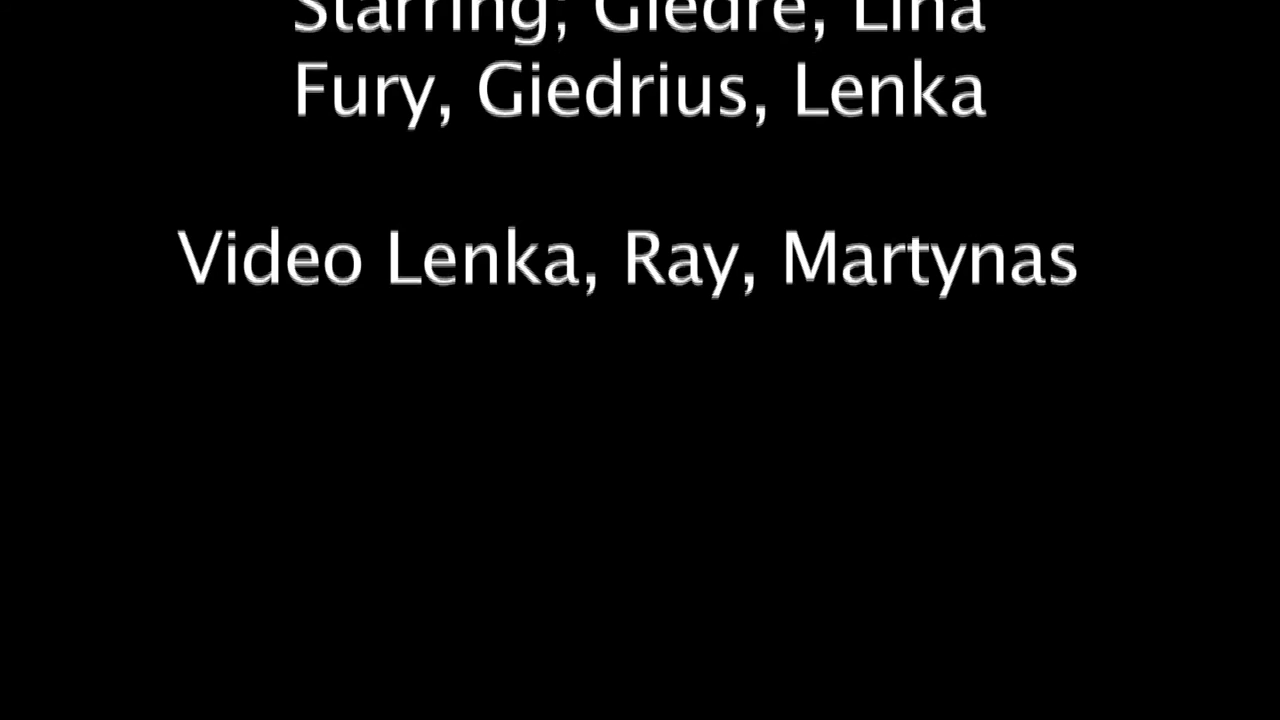 Starring; Giedre, Lina
Fury, Giedrius, Lenka
Video Lenka, Ray, Martynas